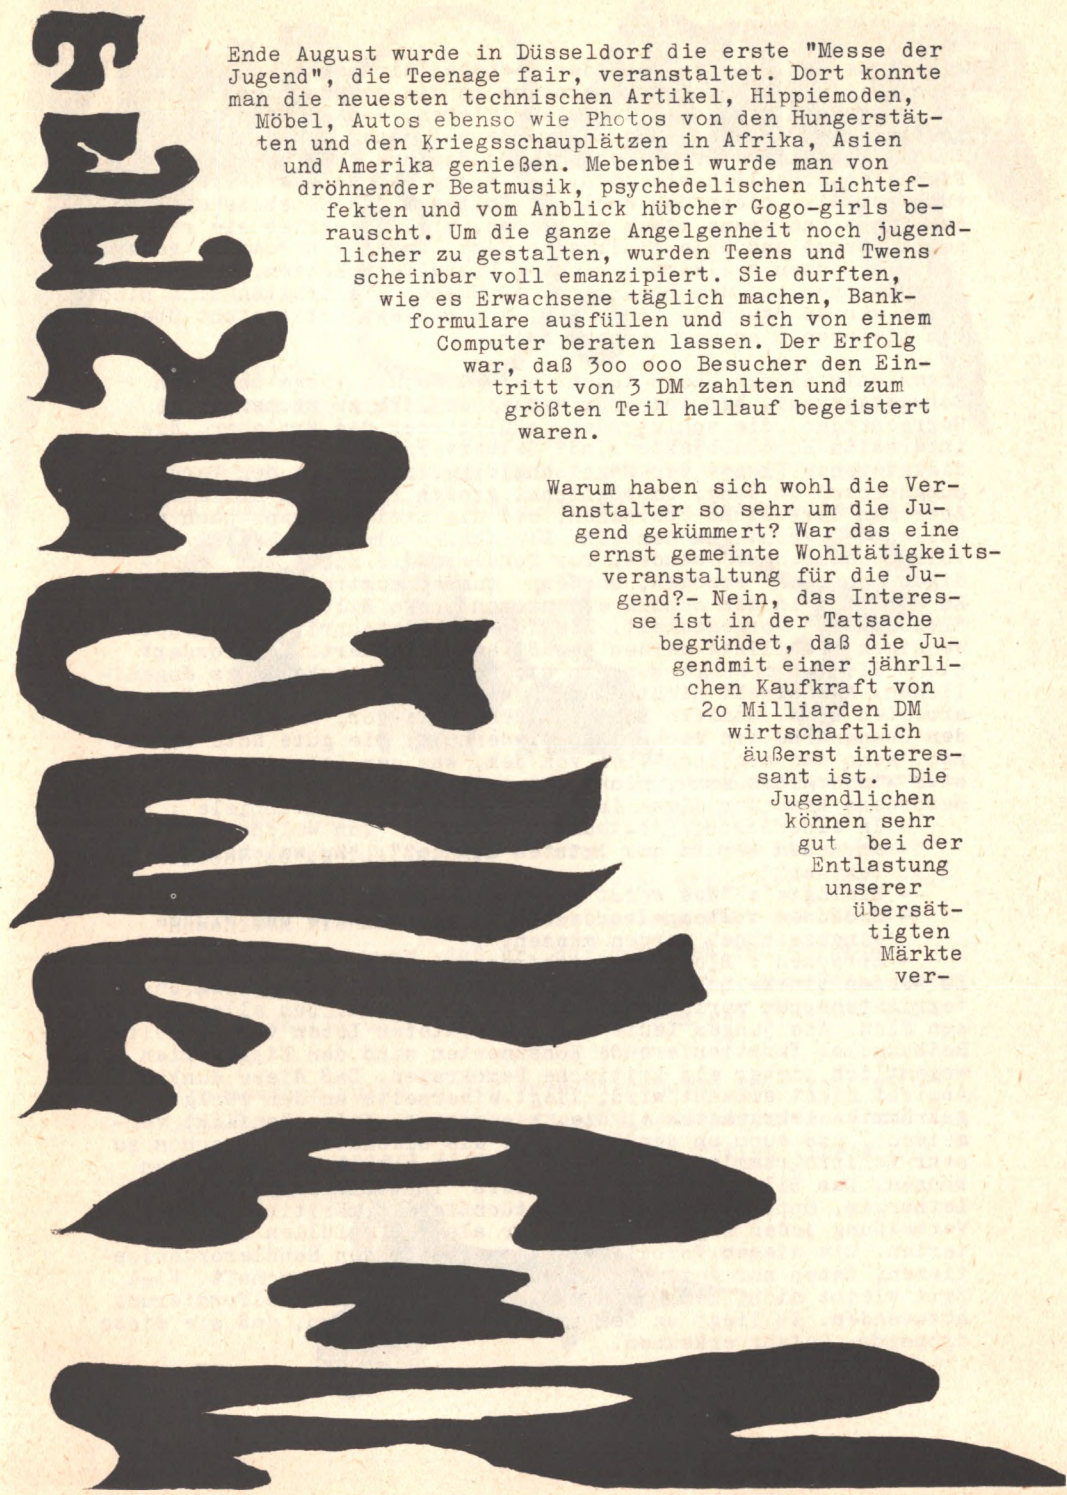 TEENAGE FAIR
Ende August wurde in Düsseldorf die erste "Messe der
Jugend", die Teenage fair, veranstaltet. Dort konnte
man die neuesten technischen Artikel, Hippiemoden,
Möbel, Autos ebenso wie Photos von den Hungerstät-
ten und den Kriegsschauplätzen in Afrika, Asien
und Amerika genießen. Mebenbei wurde man von
dröhnender Beatmusik, psychedelischen Lichtef-
fekten und vom Anblick hübcher Gogo-girls be-
rauscht. Um die ganze Angelgenheit noch jugend-
licher zu gestalten, wurden Teens und Twens
scheinbar voll emanzipiert. Sie durften,
wie es Erwachsene täglich machen, Bank-
formulare ausfüllen und sich von einem
Computer beraten lassen. Der Erfolg
war, daß 3oo ooo Besucher den Ein-
tritt von 3 DM zahlten und zum
größten Teil hellauf begeistert
waren.
Warum haben sich wohl die Ver-
anstalter so sehr um die Ju-
gend gekümmert? War das eine
ernst gemeinte Wohltätigkeits-
veranstaltung für die Ju-
gend?- Nein, das Interes-
se ist in der Tatsache
begründet, daß die Ju-
gendmit einer jährli-
chen Kaufkraft von
2o Milliarden DM
wirtschaftlich
äußerst interes-
sant ist. Die
Jugendlichen
können sehr
gut bei der
Entlastung
unserer
übersät-
tigten
Märkte
ver-